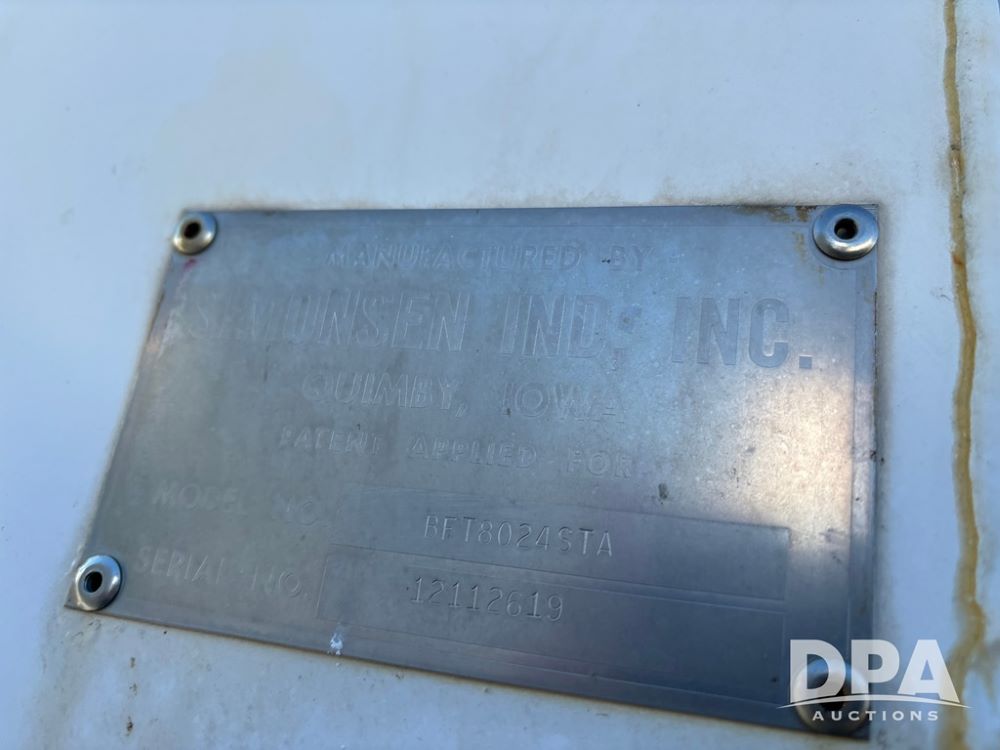 MANUFACTURED BY
SIMONSEN IND., INC.
QUIMBY, IOWA
PATENT APPLIED FOR
MODEL NO. BFT8024STA
SERIAL NO. 12112619
DPA
AUCTIONS